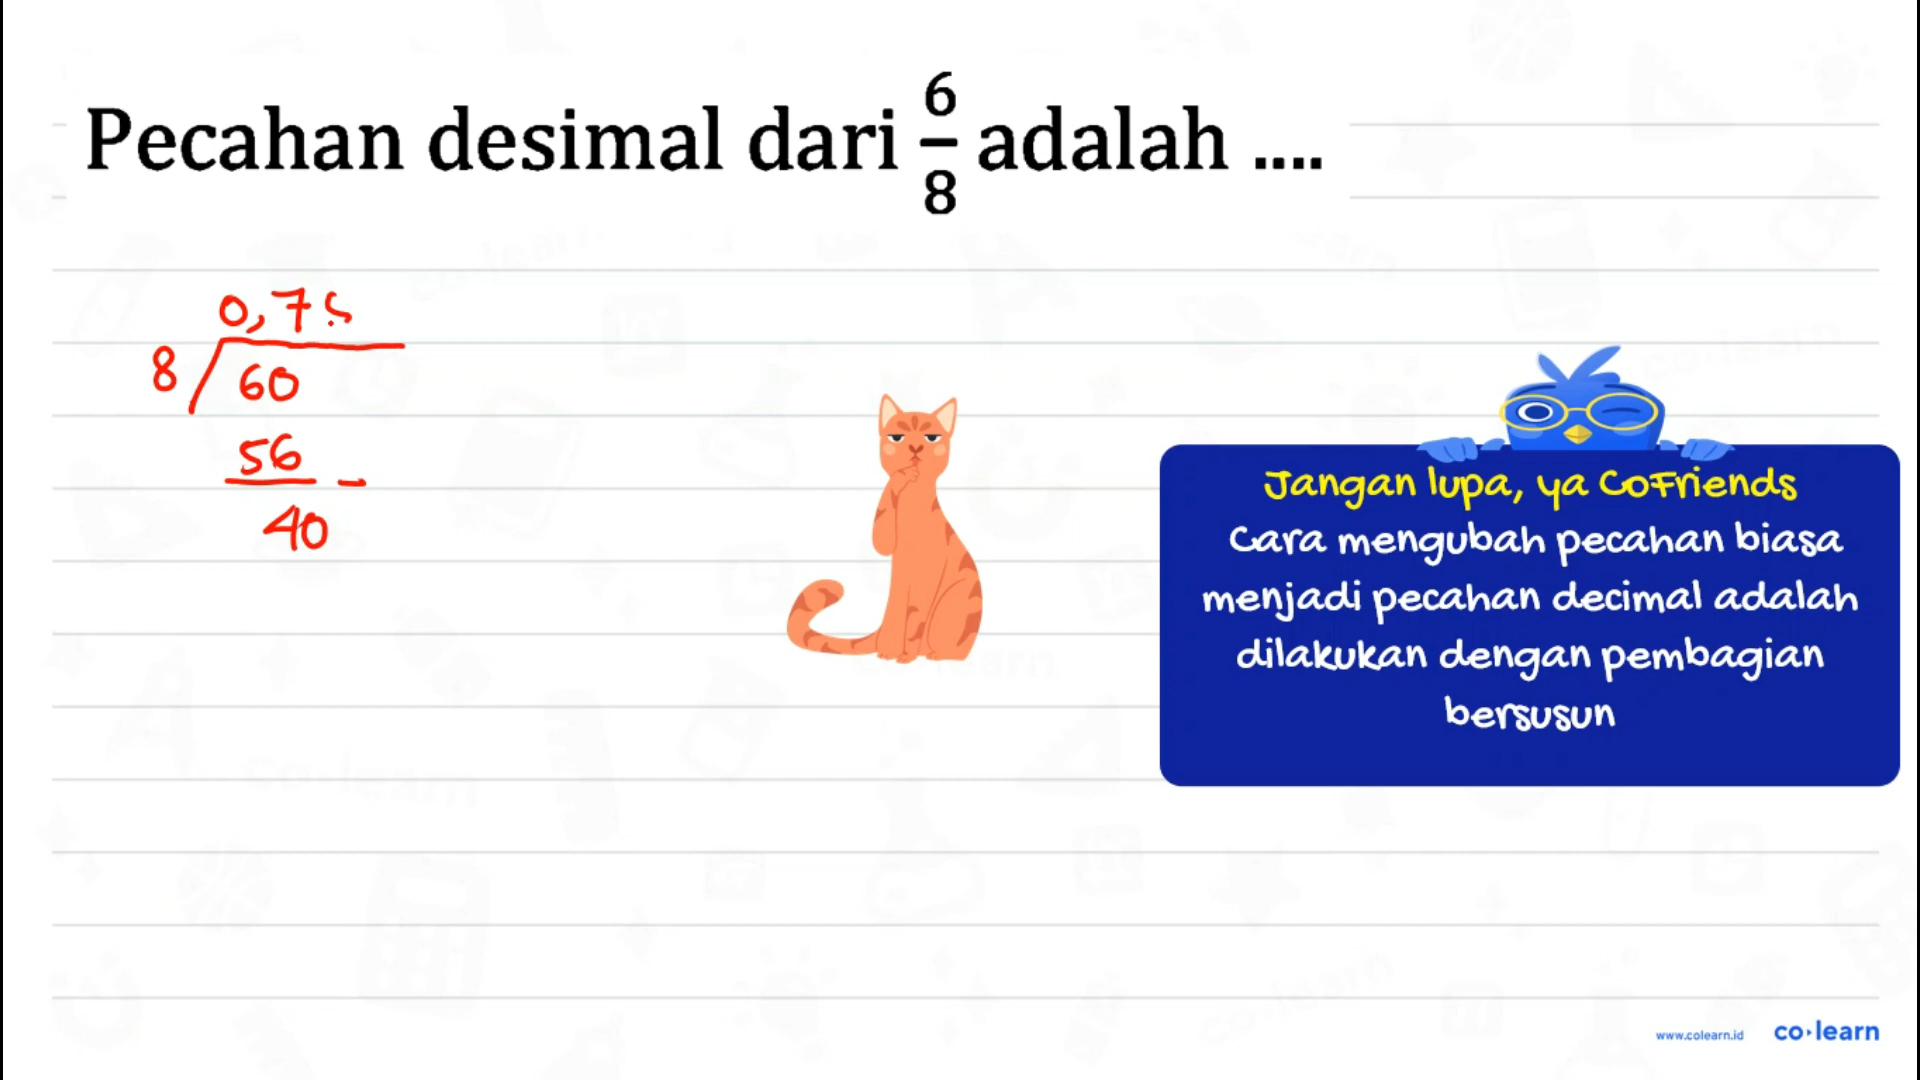 Pecahan desimal dari 6/8 adalah ....
0,75
8 60
56 -
40
Jangan lupa, ya CoFriends
Cara mengubah pecahan biasa
menjadi pecahan decimal adalah
dilakukan dengan pembagian
bersusun
www.colearn.id co·learn